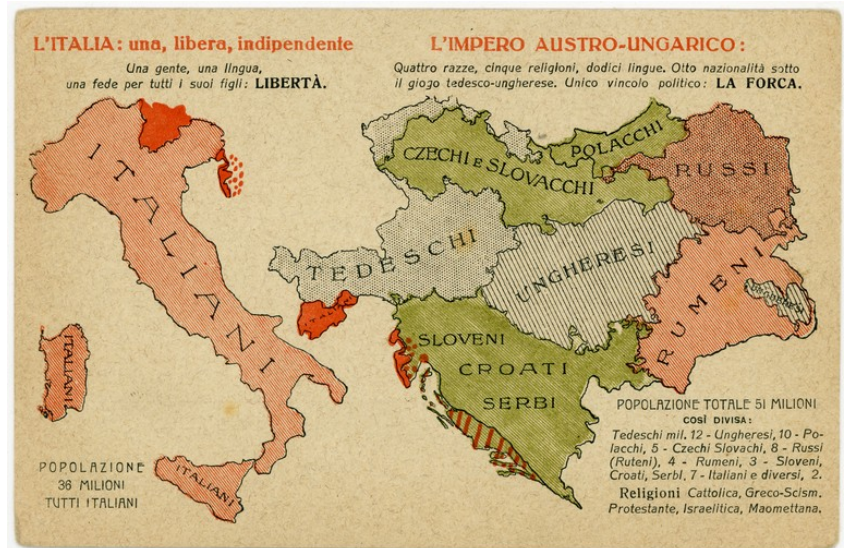 L'ITALIA: una, libera, indipendente
Una gente, una lingua,
una fede per tutti i suoi figli: LIBERTÀ.
L'IMPERO AUSTRO-UNGARICO:
Quattro razze, cinque religioni, dodici lingue. Otto nazionalità sotto
il giogo tedesco-ungherese. Unico vincolo politico: LA FORCA.
ITALIANI
ITALIANI
ITALIANI
POPOLAZIONE
36 MILIONI
TUTTI ITALIANI
CZECHI e SLOVACCHI
POLACCHI
RUSSI
TEDESCHI
UNGHERESI
RUMENI
SLOVENI
CROATI
SERBI
POPOLAZIONE TOTALE 51 MILIONI
COSÌ DIVISA:
Tedeschi mil. 12 - Ungheresi, 10 - Po-
lacchi, 5 - Czechi Slovachi, 8 - Russi
(Ruteni), 4 - Rumeni, 3 - Sloveni,
Croati, Serbi, 7 - Italiani e diversi, 2.
Religioni Cattolica, Greco-Scism.
Protestante, Israelitica, Maomettana.